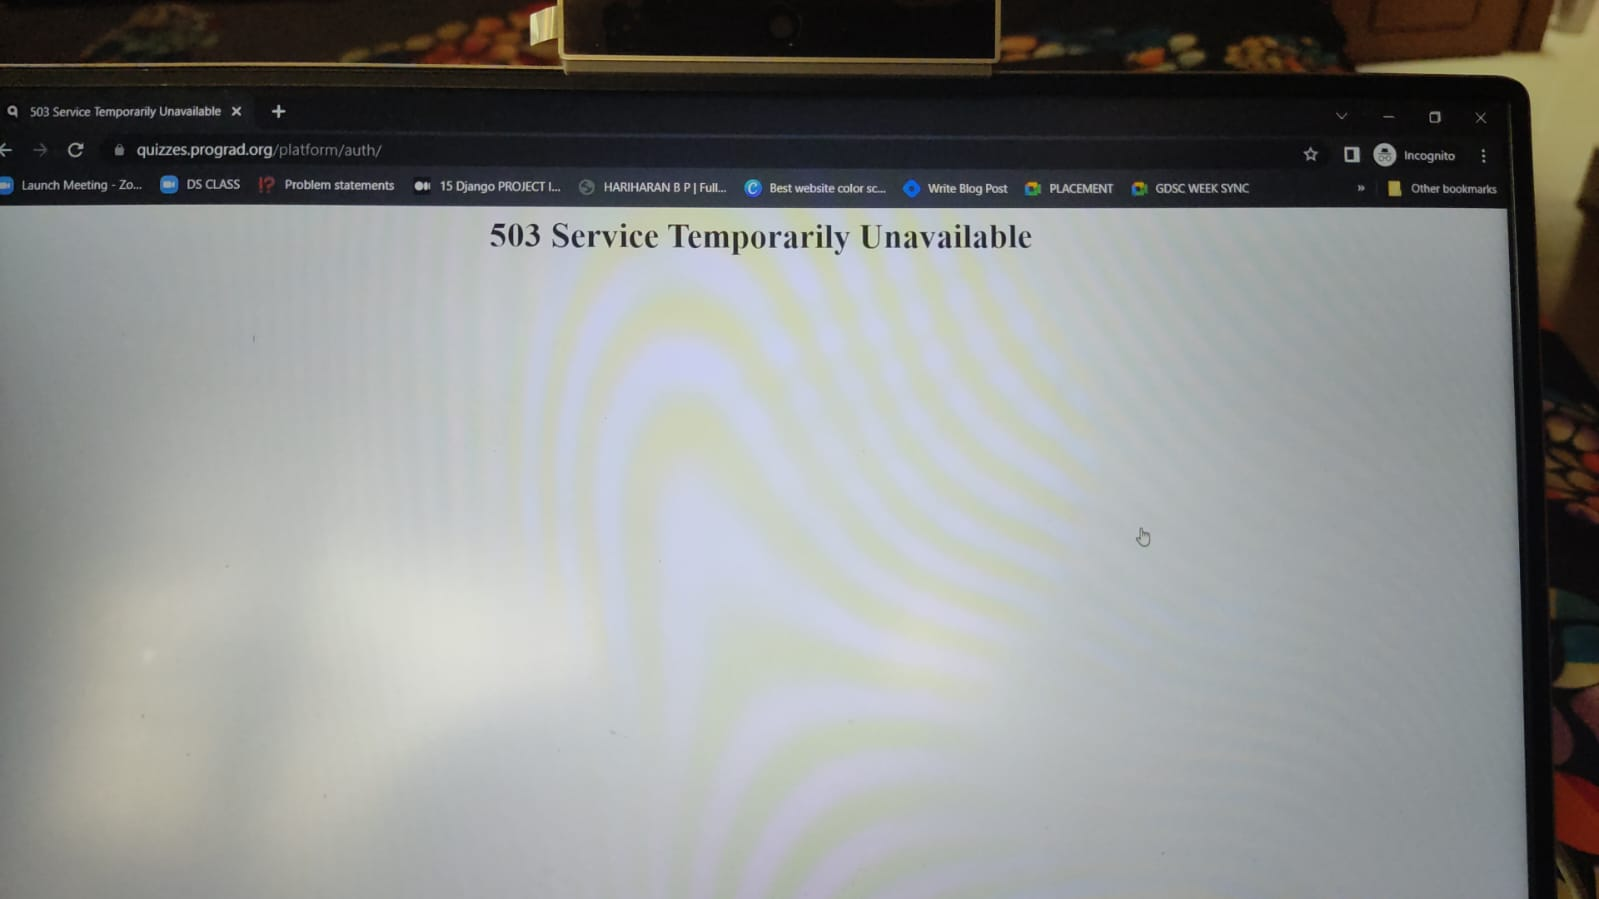 503 Service Temporarily Unavailable
quizzes.prograd.org/platform/auth/
Incognito
Launch Meeting - Zo...
DS CLASS
Problem statements
15 Django PROJECT I...
HARIHARAN B P | Full...
Best website color sc...
Write Blog Post
PLACEMENT
GDSC WEEK SYNC
»
Other bookmarks
503 Service Temporarily Unavailable